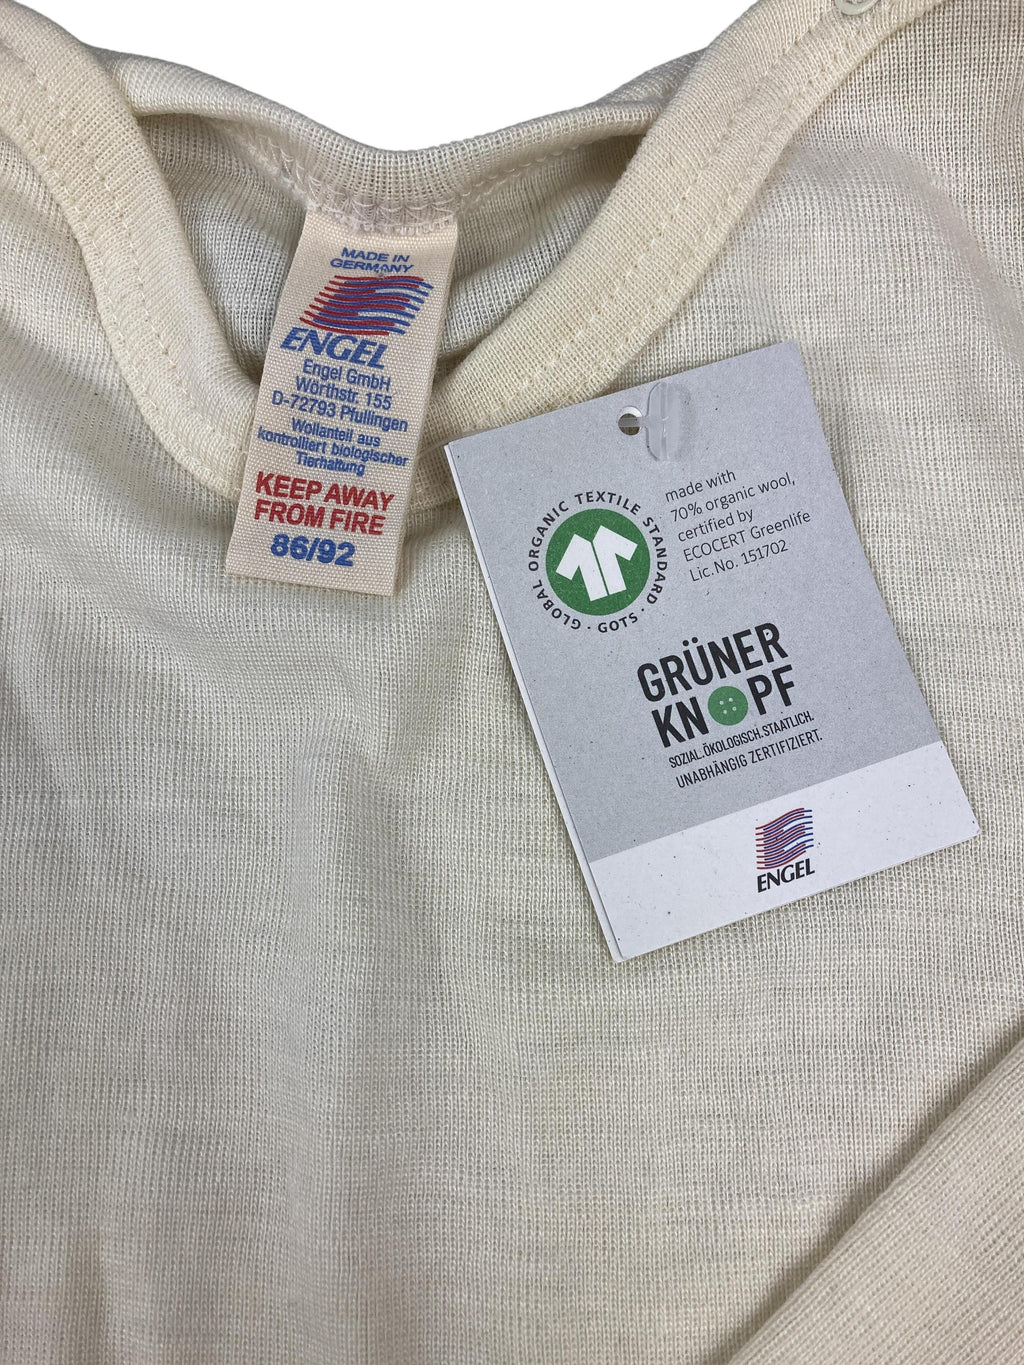 MADE IN
GERMANY
ENGEL
Engel GmbH
Wörthstr. 155
D-72793 Pfullingen
Wollanteil aus
kontrolliert biologischer
Tierhaltung
KEEP AWAY
FROM FIRE
86/92
GLOBAL ORGANIC TEXTILE STANDARD · GOTS ·
made with
70% organic wool,
certified by
ECOCERT Greenlife
Lic. No. 151702
GRÜNER
KNOPF
SOZIAL.ÖKOLOGISCH.STAATLICH.
UNABHÄNGIG ZERTIFIZIERT.
ENGEL